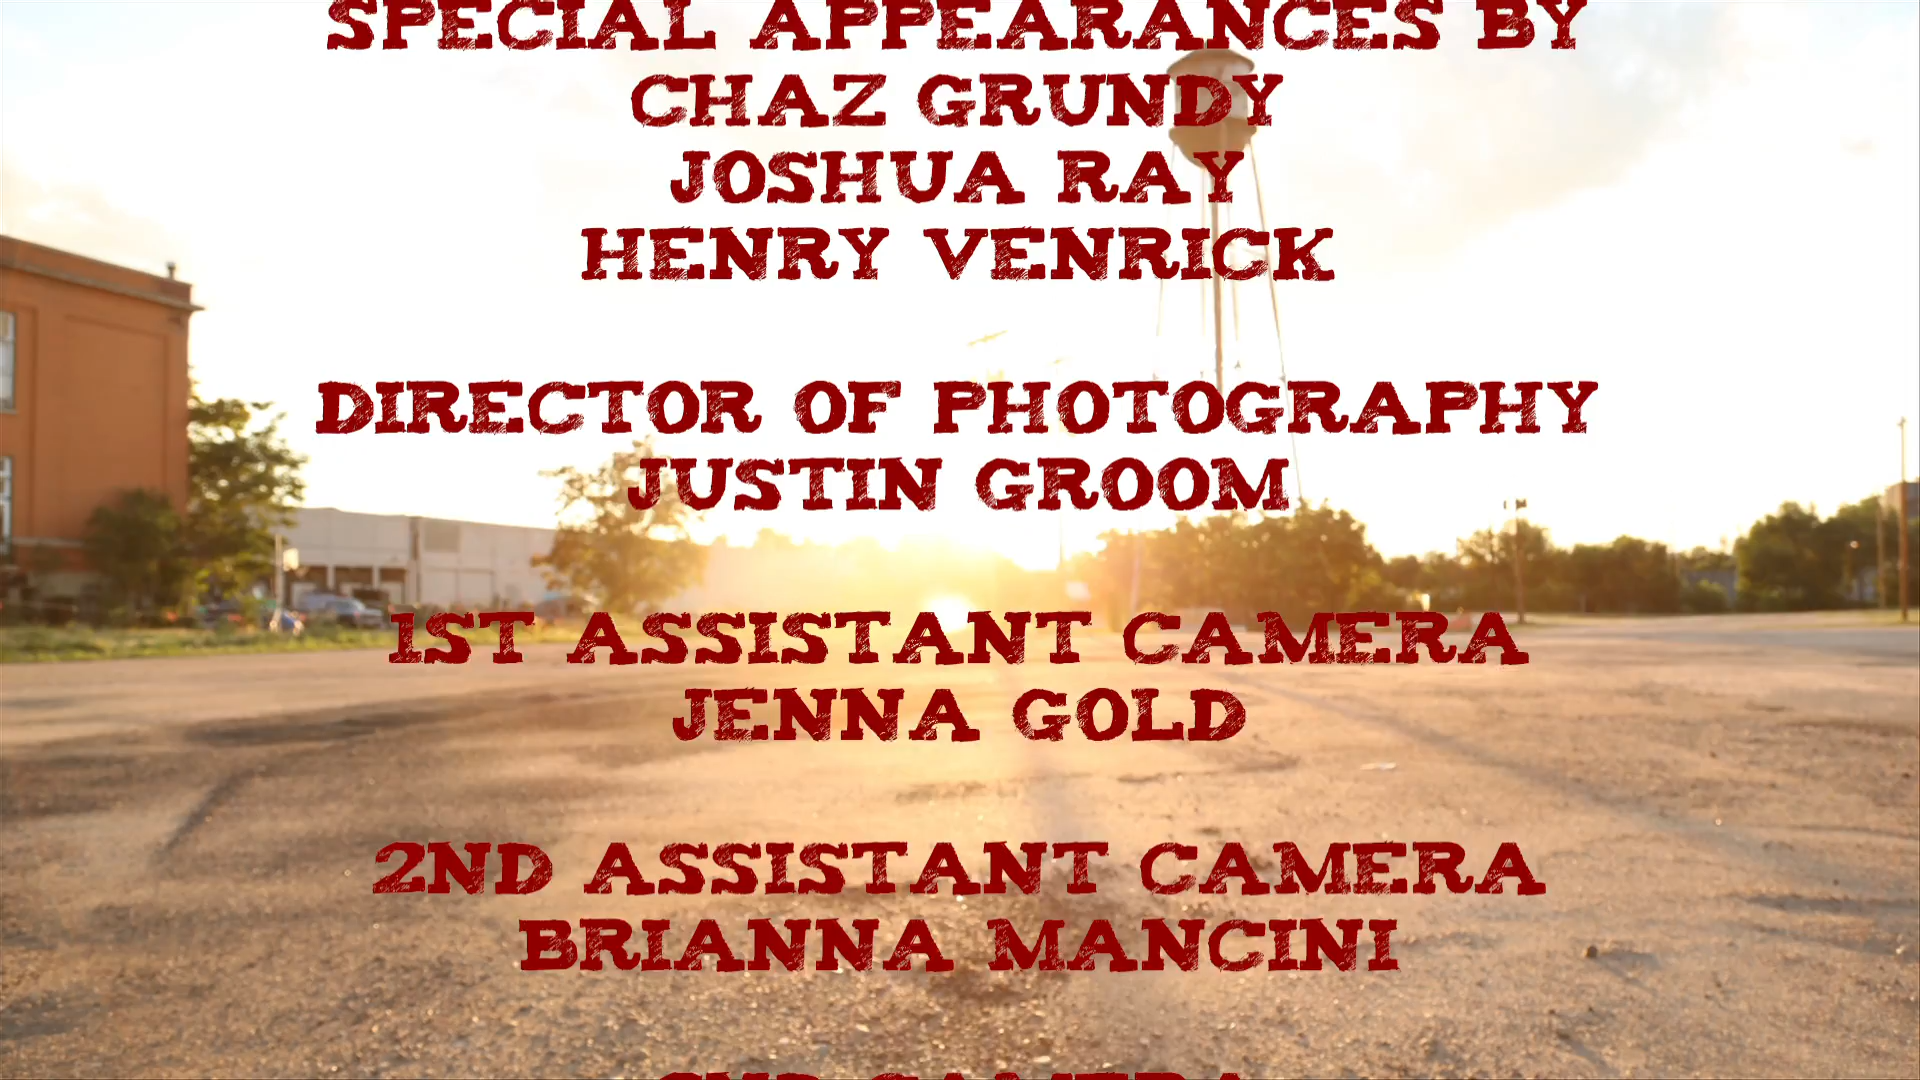 SPECIAL APPEARANCES BY
CHAZ GRUNDY
JOSHUA RAY
HENRY VENRICK
DIRECTOR OF PHOTOGRAPHY
JUSTIN GROOM
1ST ASSISTANT CAMERA
JENNA GOLD
2ND ASSISTANT CAMERA
BRIANNA MANCINI
CAMERA